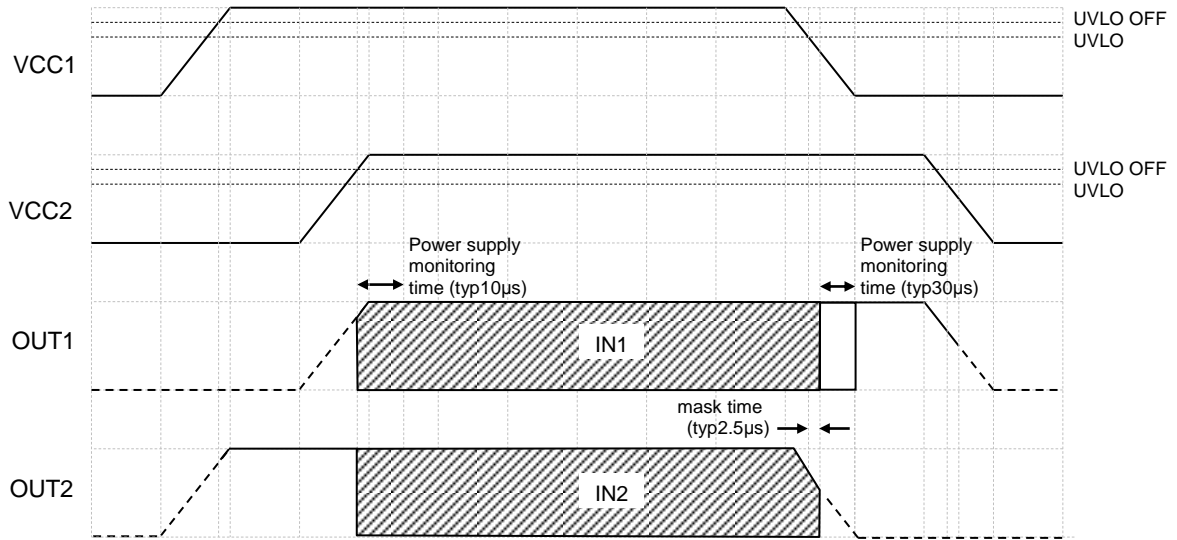 UVLO OFF
UVLO
VCC1
UVLO OFF
UVLO
VCC2
Power supply
monitoring
time (typ10µs)
Power supply
monitoring
time (typ30µs)
OUT1
IN1
mask time
(typ2.5µs)
OUT2
IN2